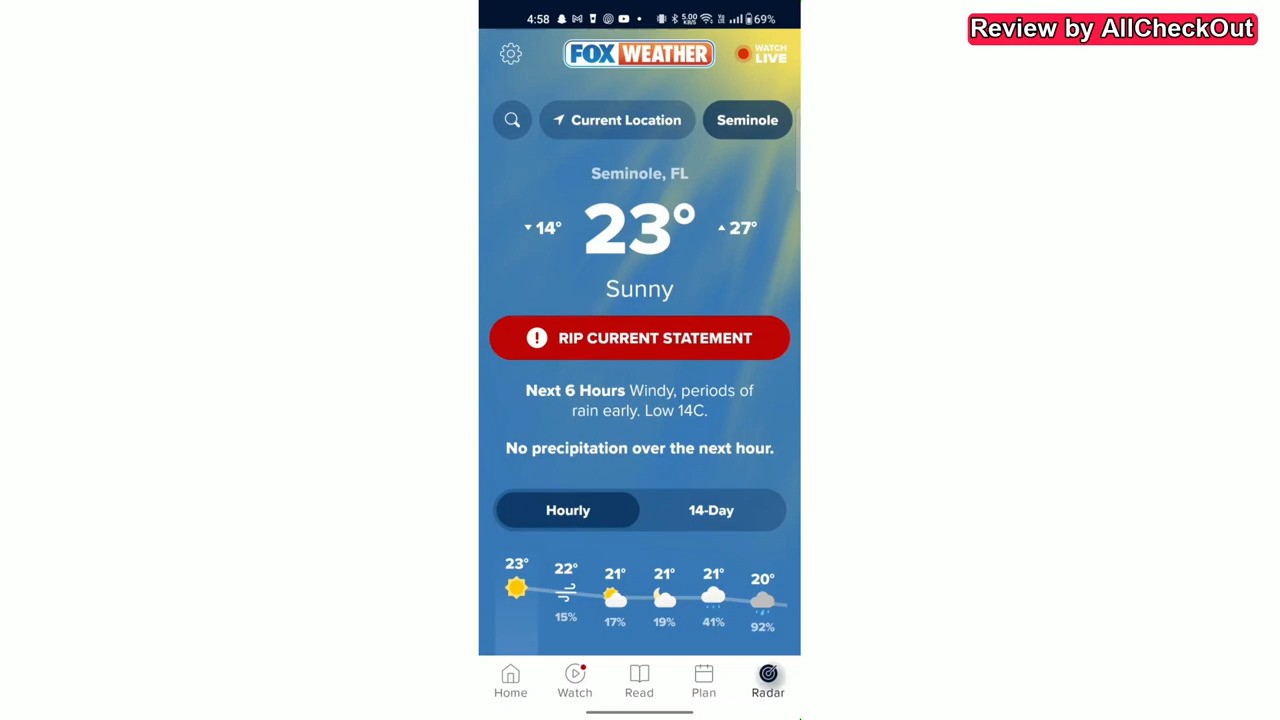 Review by AllCheckOut
4:58
5.00
KB/S
69%
FOX WEATHER
WATCH
LIVE
Current Location
Seminole
Seminole, FL
14°
23°
27°
Sunny
RIP CURRENT STATEMENT
Next 6 Hours Windy, periods of
rain early. Low 14C.
No precipitation over the next hour.
Hourly
14-Day
23° 22° 21° 21° 21° 20°
15% 17% 19% 41% 92%
Home
Watch
Read
Plan
Radar